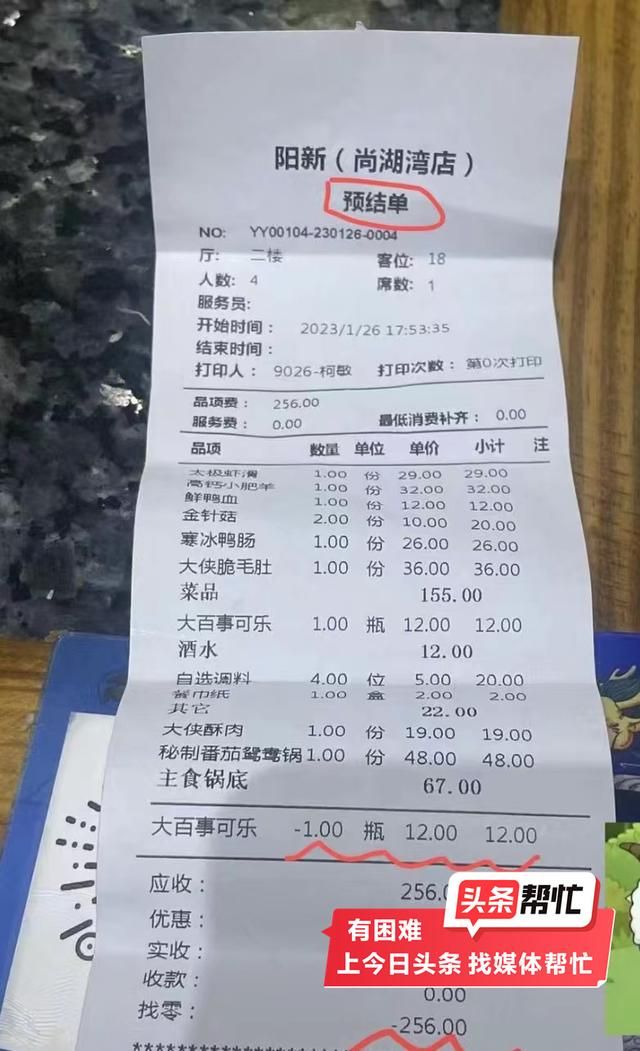 阳新（尚湖湾店）
预结单
NO: YY00104-230126-0004
厅: 二楼 客位: 18
人数: 4 席数: 1
服务员:
开始时间: 2023/1/26 17:53:35
结束时间:
打印人: 9026-柯敏 打印次数: 第0次打印
品项费: 256.00
服务费: 0.00 最低消费补齐: 0.00
品项 数量 单位 单价 小计 注
太极虾滑 1.00 份 29.00 29.00
高钙小肥羊 1.00 份 32.00 32.00
鲜鸭血 1.00 份 12.00 12.00
金针菇 2.00 份 10.00 20.00
寒冰鸭肠 1.00 份 26.00 26.00
大侠脆毛肚 1.00 份 36.00 36.00
菜品 155.00
大百事可乐 1.00 瓶 12.00 12.00
酒水 12.00
自选调料 4.00 位 5.00 20.00
餐巾纸 1.00 盒 2.00 2.00
其它 22.00
大侠酥肉 1.00 份 19.00 19.00
秘制番茄鸳鸯锅 1.00 份 48.00 48.00
主食锅底 67.00
大百事可乐 -1.00 瓶 12.00 12.00
应收: 256.0
优惠:
实收:
收款: 0.00
找零: -256.00
********************
头条帮忙
有困难
上今日头条 找媒体帮忙